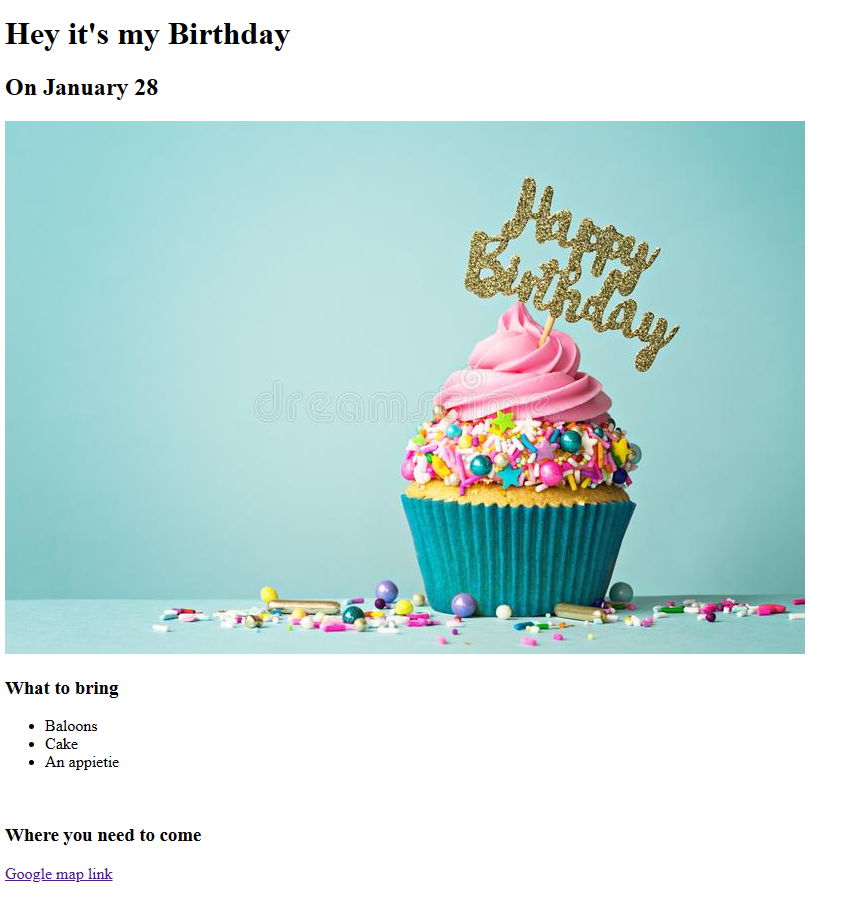 Hey it's my Birthday
On January 28
Happy
Birthday
dreamstime
What to bring
Baloons
Cake
An appietie
Where you need to come
Google map link